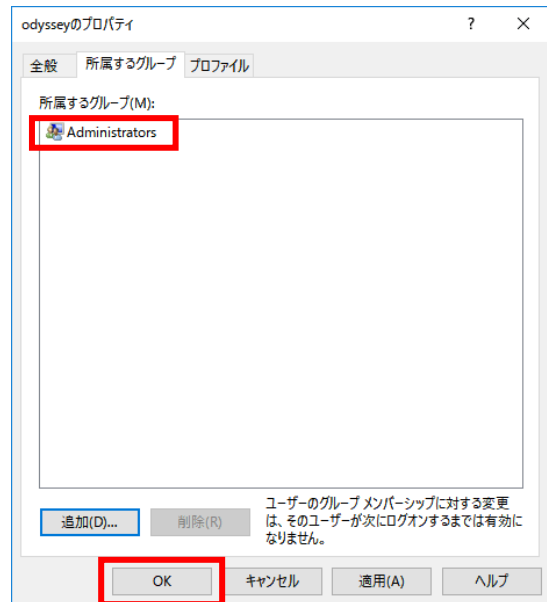 odysseyのプロパティ
?
全般 所属するグループ プロファイル
所属するグループ(M):
Administrators
追加(D)... 削除(R)
ユーザーのグループ メンバーシップに対する変更
は、そのユーザーが次にログオンするまでは有効に
なりません。
OK キャンセル 適用(A) ヘルプ